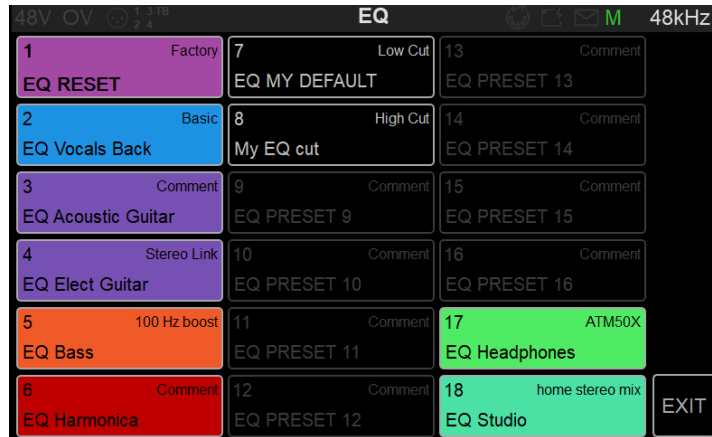 48V OV 1 3 TB EQ M 48kHz
2 4
1 Factory
EQ RESET
2 Basic
EQ Vocals Back
3 Comment
EQ Acoustic Guitar
4 Stereo Link
EQ Elect Guitar
5 100 Hz boost
EQ Bass
6 Comment
EQ Harmonica
7 Low Cut
EQ MY DEFAULT
8 High Cut
My EQ cut
9 Comment
EQ PRESET 9
10 Comment
EQ PRESET 10
11 Comment
EQ PRESET 11
12 Comment
EQ PRESET 12
13 Comment
EQ PRESET 13
14 Comment
EQ PRESET 14
15 Comment
EQ PRESET 15
16 Comment
EQ PRESET 16
17 ATM50X
EQ Headphones
18 home stereo mix
EQ Studio
EXIT